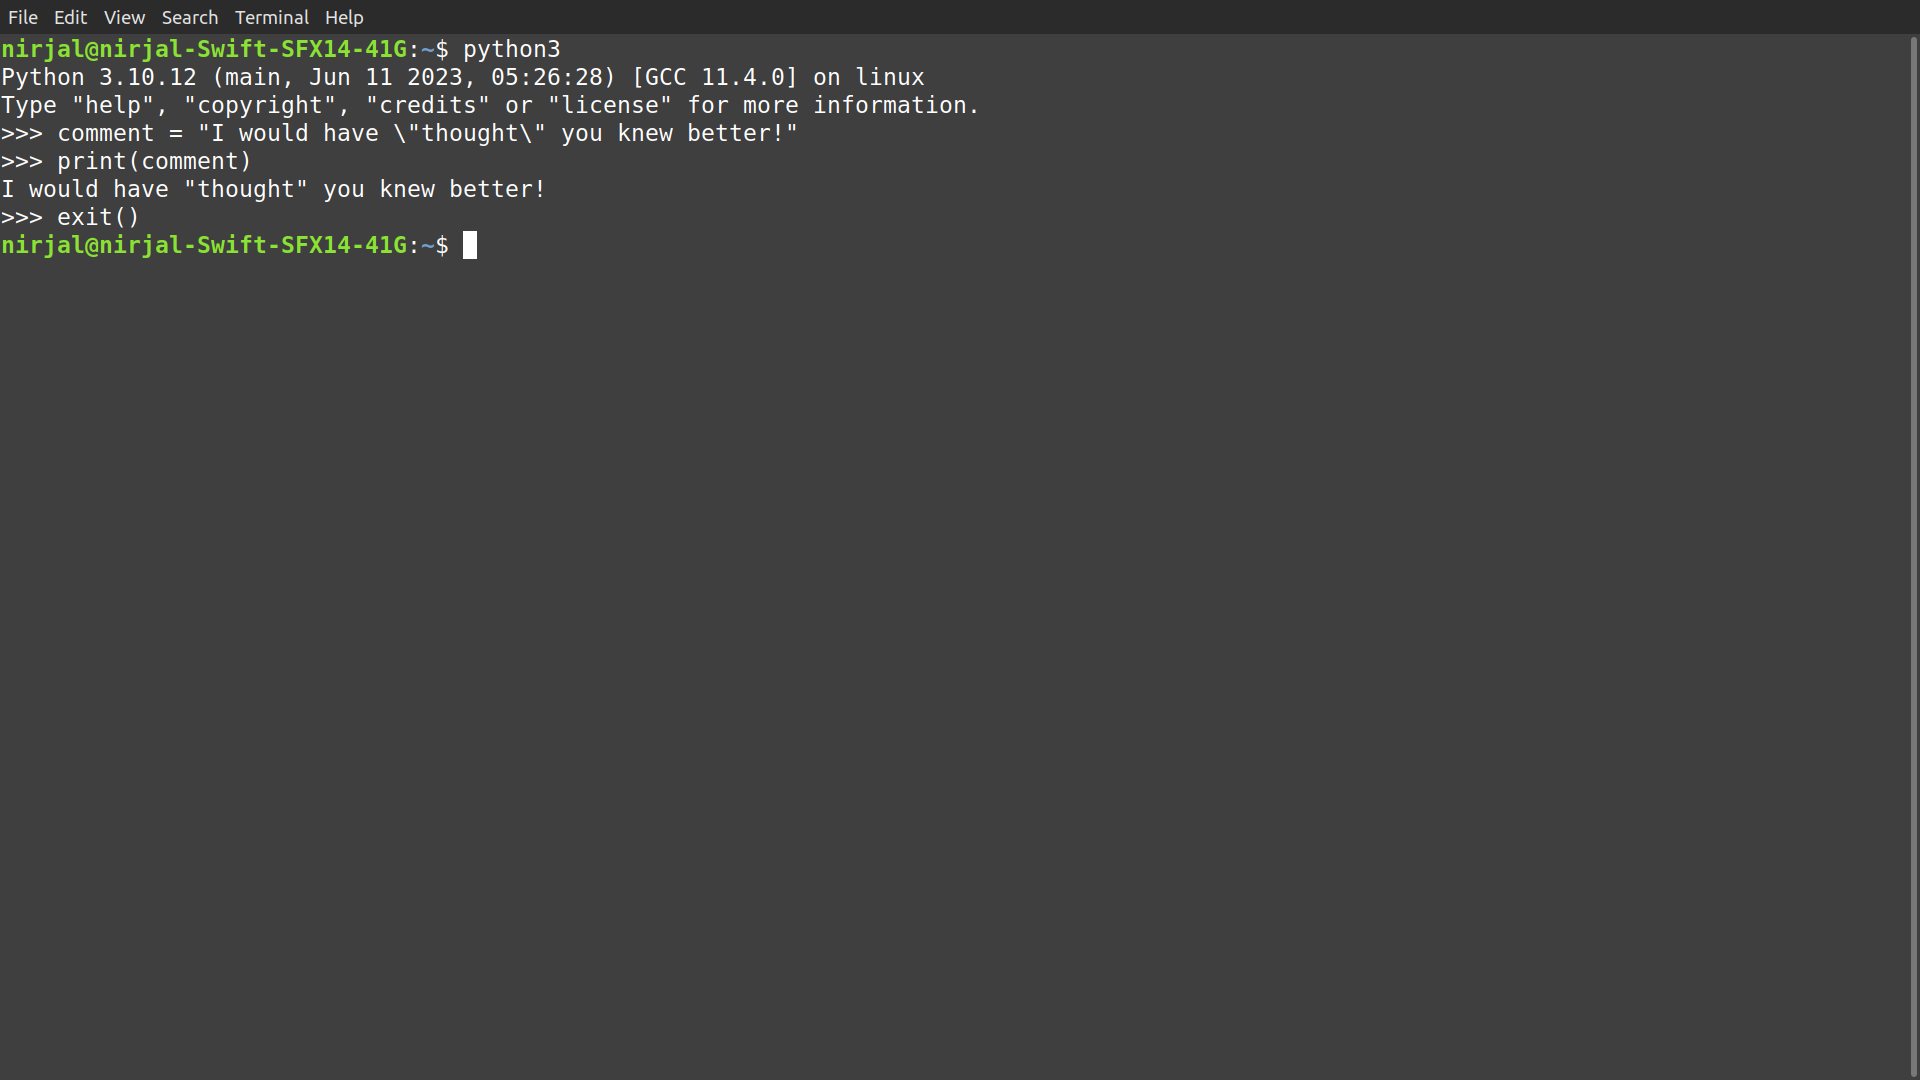 File Edit View Search Terminal Help
nirjal@nirjal-Swift-SFX14-41G:~$ python3
Python 3.10.12 (main, Jun 11 2023, 05:26:28) [GCC 11.4.0] on linux
Type "help", "copyright", "credits" or "license" for more information.
>>> comment = "I would have \"thought\" you knew better!"
>>> print(comment)
I would have "thought" you knew better!
>>> exit()
nirjal@nirjal-Swift-SFX14-41G:~$